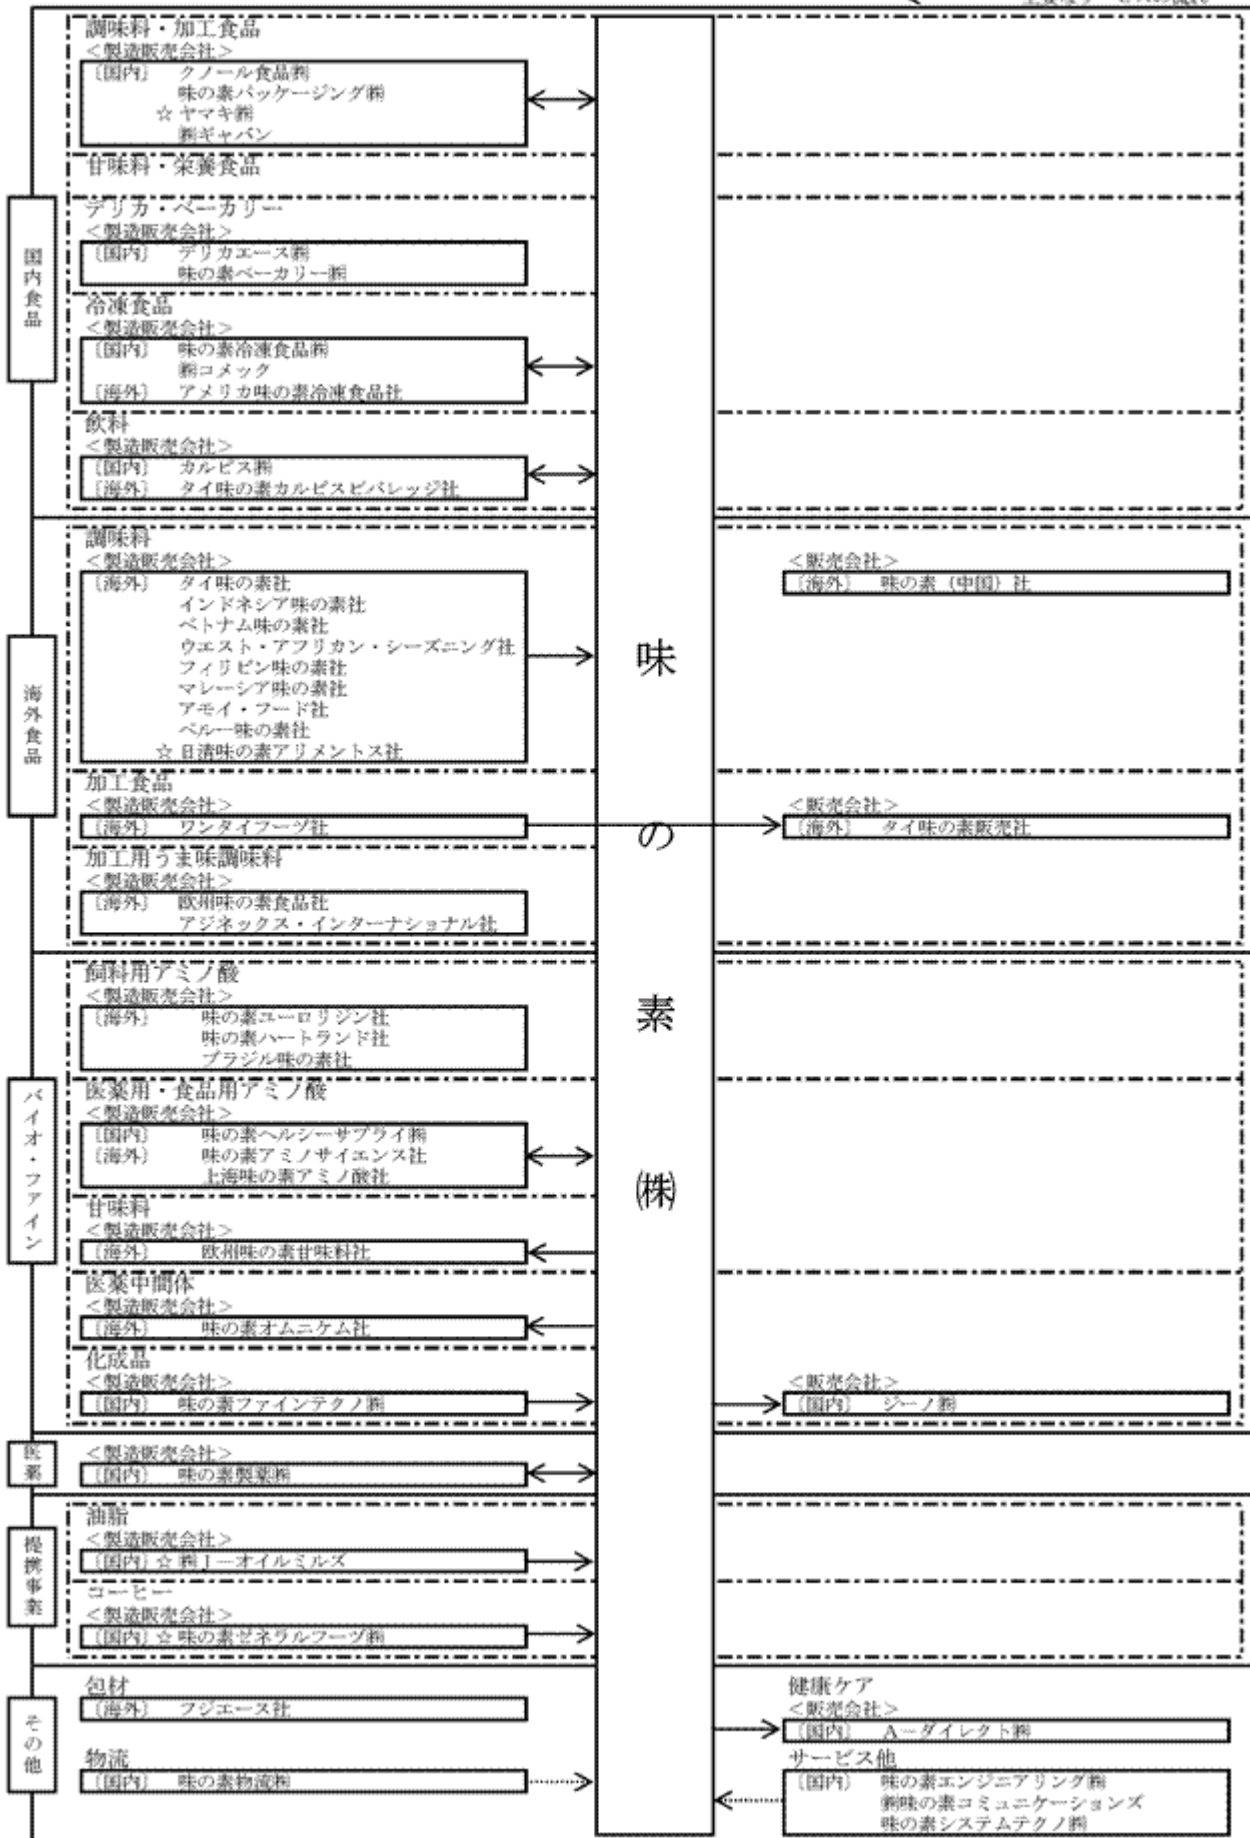 調味料・加工食品
＜製造販売会社＞
〔国内〕 クノール食品㈱
味の素パッケージング㈱
☆ ヤマキ㈱
㈱ギャバン
甘味料・栄養食品
デリカ・ベーカリー
＜製造販売会社＞
〔国内〕 デリカエース㈱
味の素ベーカリー㈱
冷凍食品
＜製造販売会社＞
〔国内〕 味の素冷凍食品㈱
㈱コメック
〔海外〕 アメリカ味の素冷凍食品社
飲料
＜製造販売会社＞
〔国内〕 カルピス㈱
〔海外〕 タイ味の素カルピスビバレッジ社
国内食品
調味料
＜製造販売会社＞
〔海外〕 タイ味の素社
インドネシア味の素社
ベトナム味の素社
ウエスト・アフリカン・シーズニング社
フィリピン味の素社
マレーシア味の素社
アモイ・フード社
ペルー味の素社
☆ 日清味の素アリメントス社
＜販売会社＞
〔海外〕 味の素（中国）社
加工食品
＜製造販売会社＞
〔海外〕 ワンタイフーヅ社
＜販売会社＞
〔海外〕 タイ味の素販売社
加工用うま味調味料
＜製造販売会社＞
〔海外〕 欧州味の素食品社
アジネックス・インターナショナル社
海外食品
味の素㈱
飼料用アミノ酸
＜製造販売会社＞
〔海外〕 味の素ユーロリジン社
味の素ハートランド社
ブラジル味の素社
医薬用・食品用アミノ酸
＜製造販売会社＞
〔国内〕 味の素ヘルシーサプライ㈱
〔海外〕 味の素アミノサイエンス社
上海味の素アミノ酸社
甘味料
＜製造販売会社＞
〔海外〕 欧州味の素甘味料社
医薬中間体
＜製造販売会社＞
〔海外〕 味の素オムニケム社
化成品
＜製造販売会社＞
〔国内〕 味の素ファインテクノ㈱
＜販売会社＞
〔国内〕 ジーノ㈱
バイオ・ファイン
医薬
＜製造販売会社＞
〔国内〕 味の素製薬㈱
提携事業
油脂
＜製造販売会社＞
〔国内〕 ☆ ㈱Ｊ－オイルミルズ
コーヒー
＜製造販売会社＞
〔国内〕 ☆ 味の素ゼネラルフーヅ㈱
その他
包材
〔海外〕 フジエース社
健康ケア
＜販売会社＞
〔国内〕 Ａ－ダイレクト㈱
物流
〔国内〕 味の素物流㈱
サービス他
〔国内〕 味の素エンジニアリング㈱
㈱味の素コミュニケーションズ
味の素システムテクノ㈱